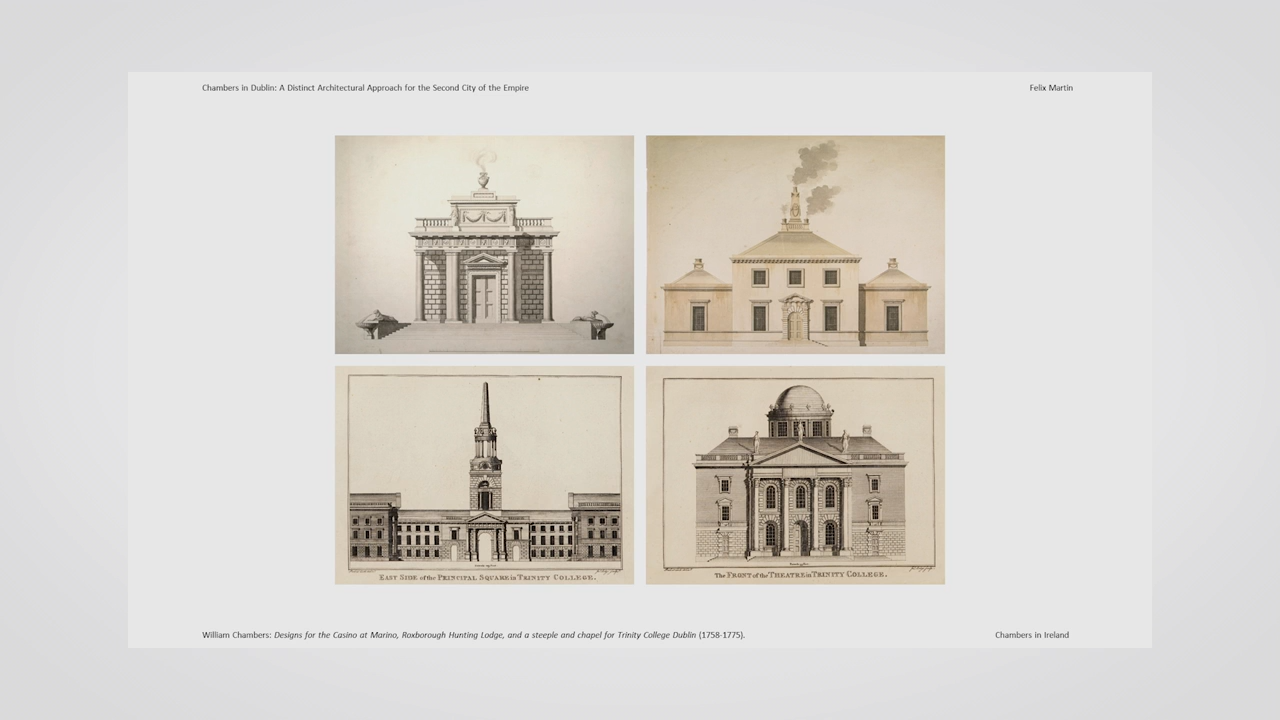 Chambers in Dublin: A Distinct Architectural Approach for the Second City of the Empire
Felix Martin
EAST SIDE of the PRINCIPAL SQUARE in TRINITY COLLEGE.
The FRONT of the THEATRE in TRINITY COLLEGE.
William Chambers: Designs for the Casino at Marino, Roxborough Hunting Lodge, and a steeple and chapel for Trinity College Dublin (1758-1775).
Chambers in Ireland